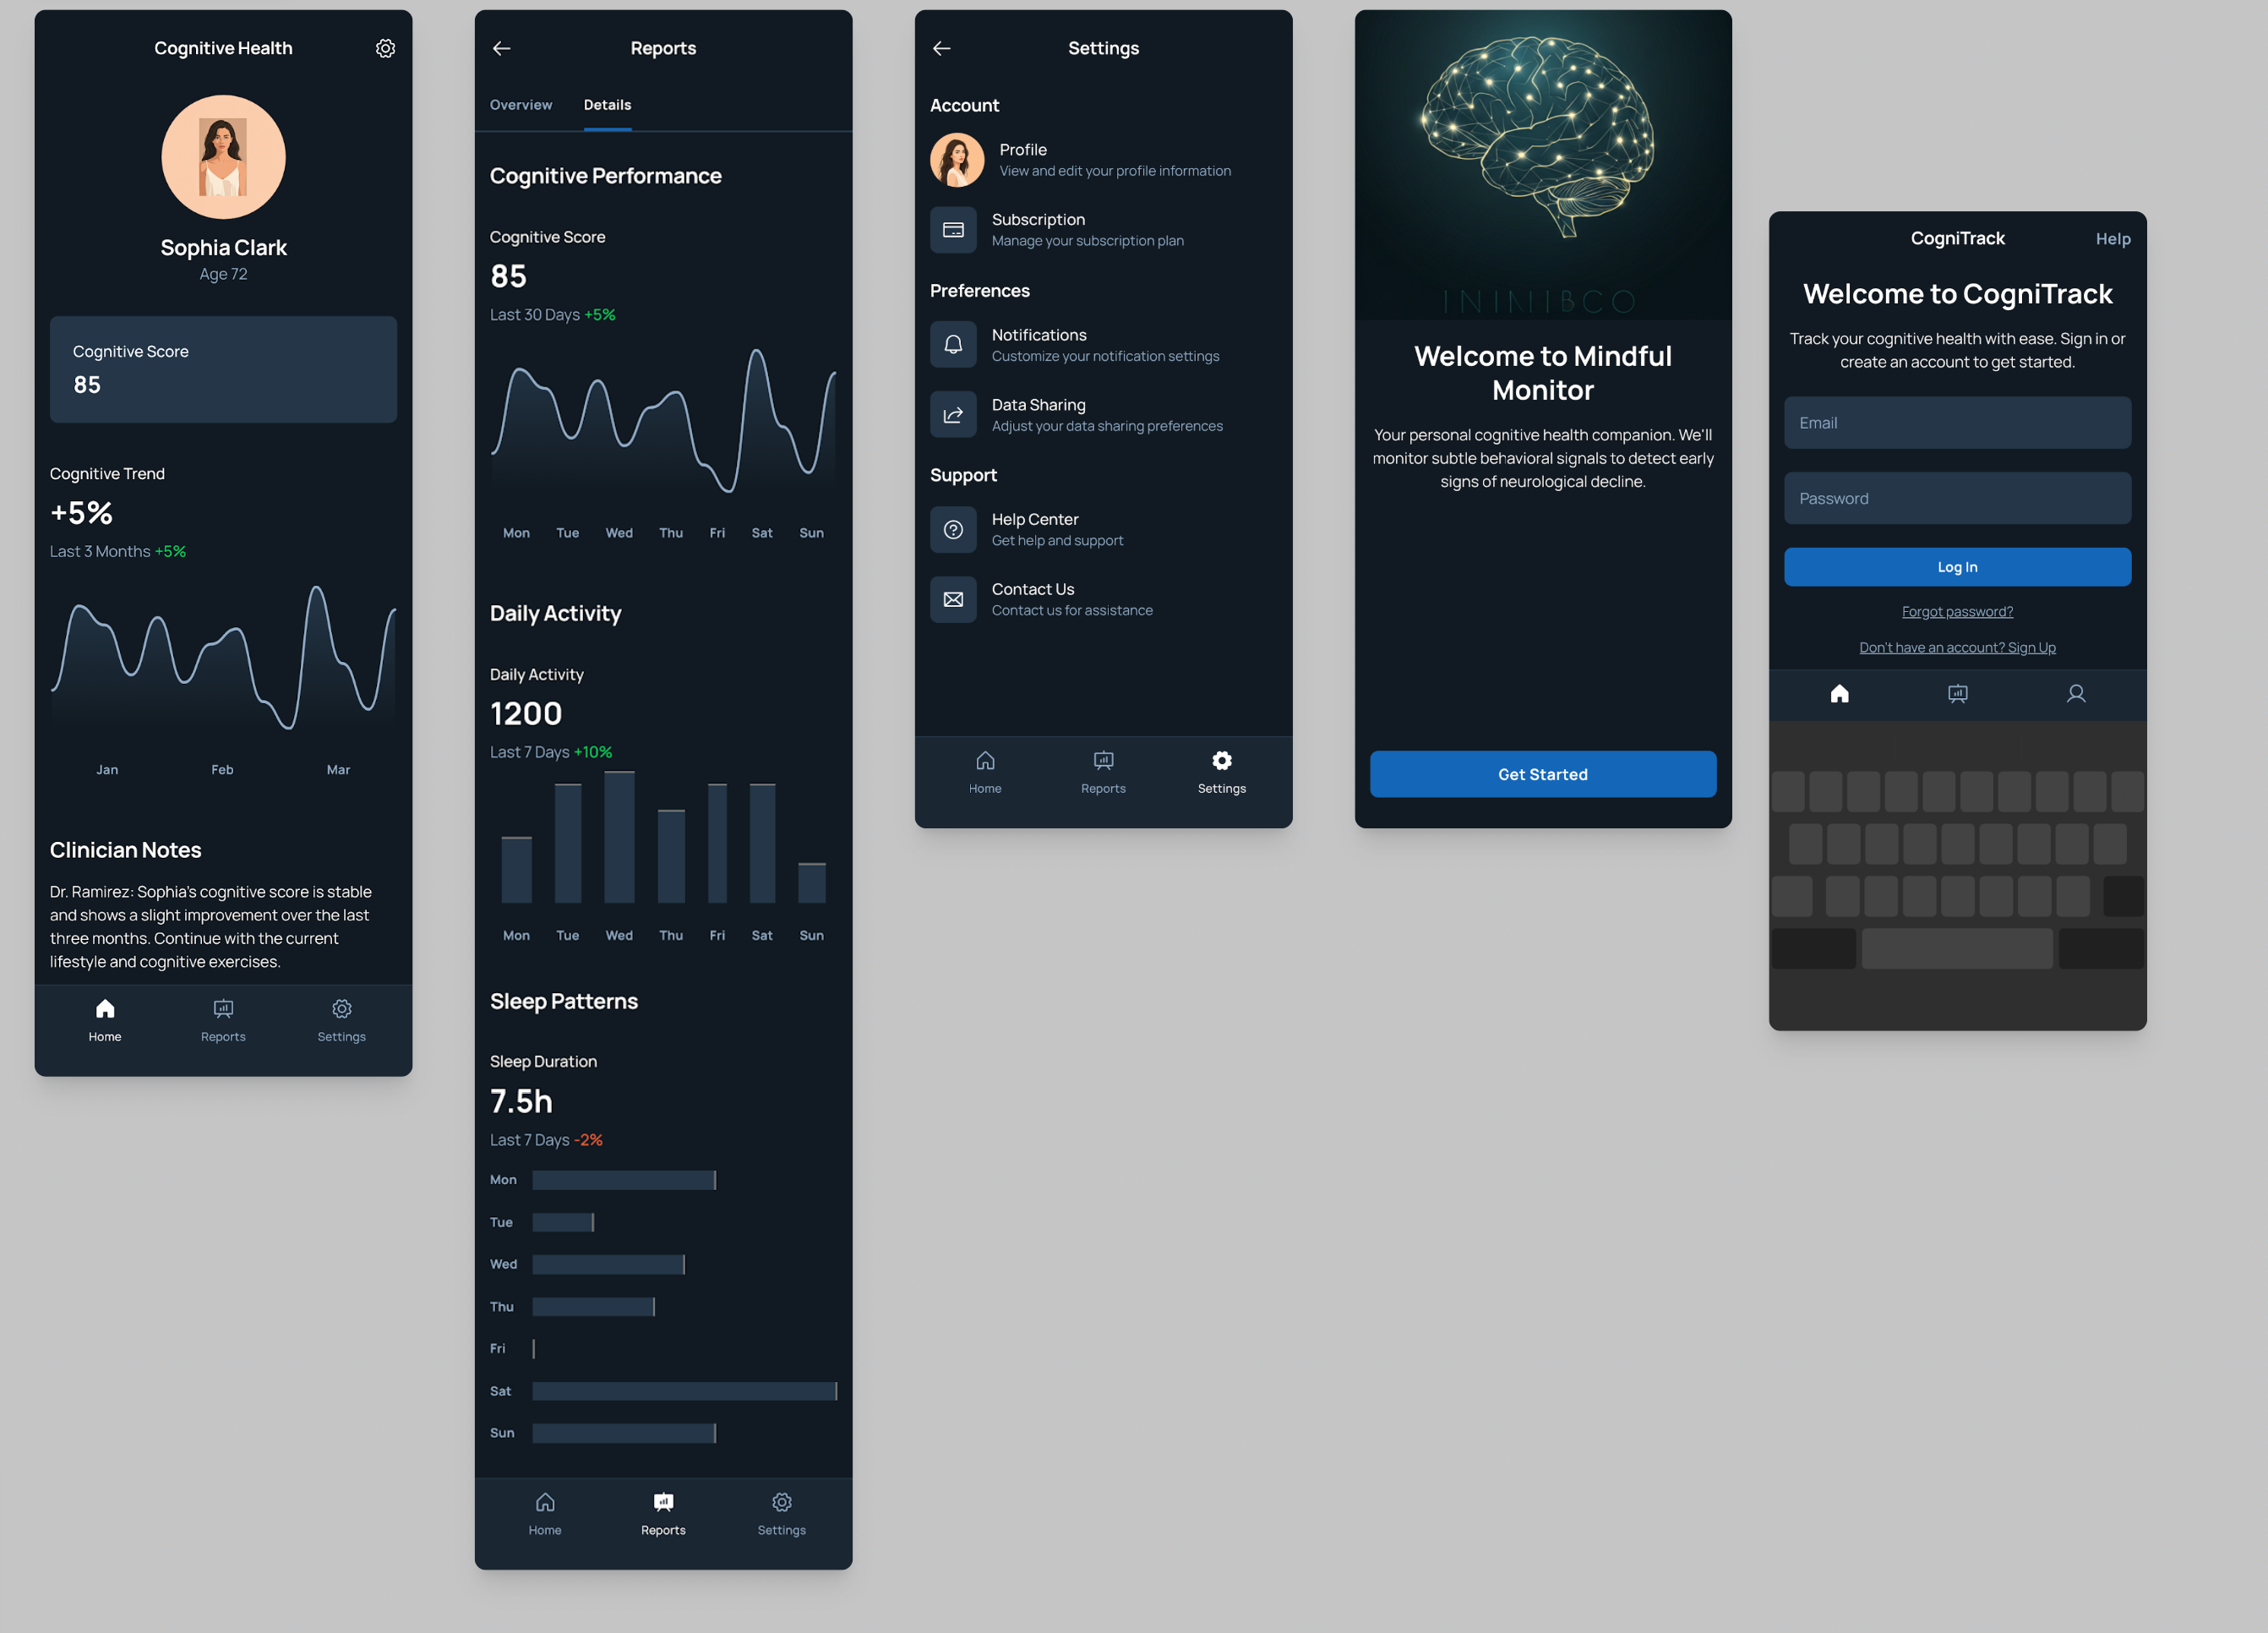 Cognitive Health
Sophia Clark
Age 72
Cognitive Score
85
Cognitive Trend
+5%
Last 3 Months +5%
Jan Feb Mar
Clinician Notes
Dr. Ramirez: Sophia's cognitive score is stable
and shows a slight improvement over the last
three months. Continue with the current
lifestyle and cognitive exercises.
Home Reports Settings
Reports
Overview Details
Cognitive Performance
Cognitive Score
85
Last 30 Days +5%
Mon Tue Wed Thu Fri Sat Sun
Daily Activity
Daily Activity
1200
Last 7 Days +10%
Mon Tue Wed Thu Fri Sat Sun
Sleep Patterns
Sleep Duration
7.5h
Last 7 Days -2%
Mon
Tue
Wed
Thu
Fri
Sat
Sun
Home Reports Settings
Settings
Account
Profile
View and edit your profile information
Subscription
Manage your subscription plan
Preferences
Notifications
Customize your notification settings
Data Sharing
Adjust your data sharing preferences
Support
Help Center
Get help and support
Contact Us
Contact us for assistance
Home Reports Settings
INIMIBCO
Welcome to Mindful
Monitor
Your personal cognitive health companion. We'll
monitor subtle behavioral signals to detect early
signs of neurological decline.
Get Started
CogniTrack Help
Welcome to CogniTrack
Track your cognitive health with ease. Sign in or
create an account to get started.
Email
Password
Log In
Forgot password?
Don't have an account? Sign Up